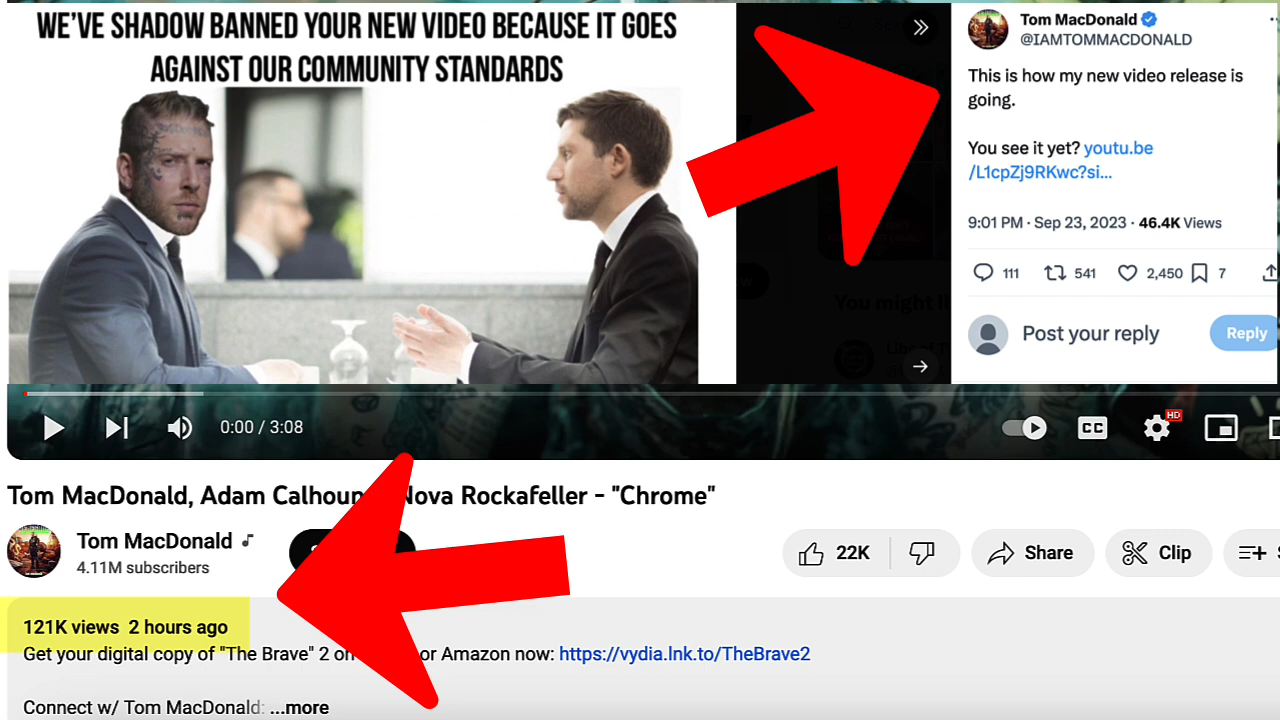 WE'VE SHADOW BANNED YOUR NEW VIDEO BECAUSE IT GOES
AGAINST OUR COMMUNITY STANDARDS
Tom MacDonald
@IAMTOMMACDONALD
This is how my new video release is
going.
You see it yet? youtu.be
/L1cpZj9RKwc?si...
9:01 PM · Sep 23, 2023 · 46.4K Views
111 541 2,450 7
Post your reply Reply
You might
0:00 / 3:08
CC
HD
Tom MacDonald, Adam Calhoun Nova Rockafeller - "Chrome"
Tom MacDonald
4.11M subscribers
22K Share Clip
121K views 2 hours ago
Get your digital copy of "The Brave" 2 on or Amazon now: https://vydia.lnk.to/TheBrave2
Connect w/ Tom MacDonald: ...more